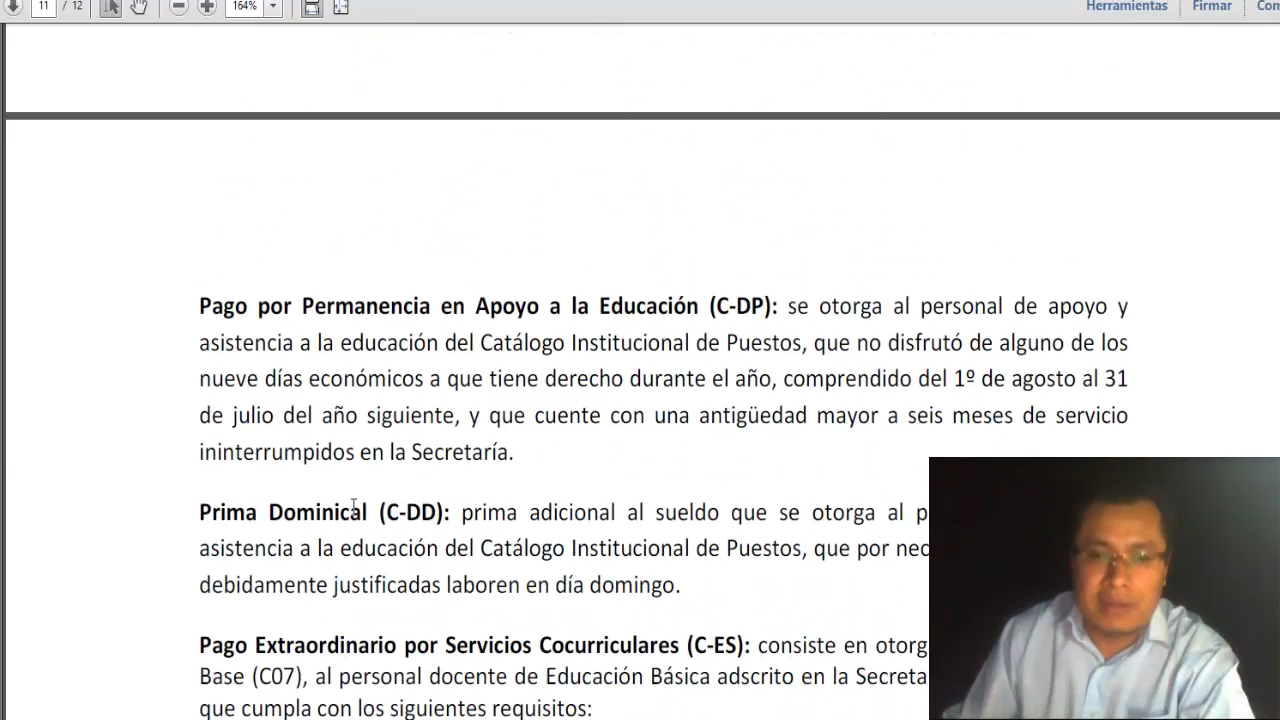 11 / 12
164%
Herramientas
Firmar
Pago por Permanencia en Apoyo a la Educación (C-DP): se otorga al personal de apoyo y
asistencia a la educación del Catálogo Institucional de Puestos, que no disfrutó de alguno de los
nueve días económicos a que tiene derecho durante el año, comprendido del 1º de agosto al 31
de julio del año siguiente, y que cuente con una antigüedad mayor a seis meses de servicio
ininterrumpidos en la Secretaría.
Prima Dominical (C-DD): prima adicional al sueldo que se otorga al
asistencia a la educación del Catálogo Institucional de Puestos, que por
debidamente justificadas laboren en día domingo.
Pago Extraordinario por Servicios Cocurriculares (C-ES): consiste en
Base (C07), al personal docente de Educación Básica adscrito en la
que cumpla con los siguientes requisitos: